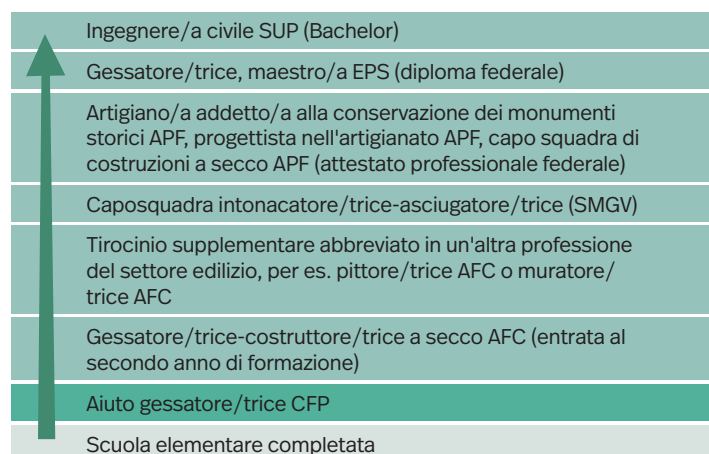 Ingegnere/a civile SUP (Bachelor)
Gessatore/trice, maestro/a EPS (diploma federale)
Artigiano/a addetto/a alla conservazione dei monumenti
storici APF, progettista nell'artigianato APF, capo squadra di
costruzioni a secco APF (attestato professionale federale)
Caposquadra intonacatore/trice-asciugatore/trice (SMGV)
Tirocinio supplementare abbreviato in un'altra professione
del settore edilizio, per es. pittore/trice AFC o muratore/
trice AFC
Gessatore/trice-costruttore/trice a secco AFC (entrata al
secondo anno di formazione)
Aiuto gessatore/trice CFP
Scuola elementare completata